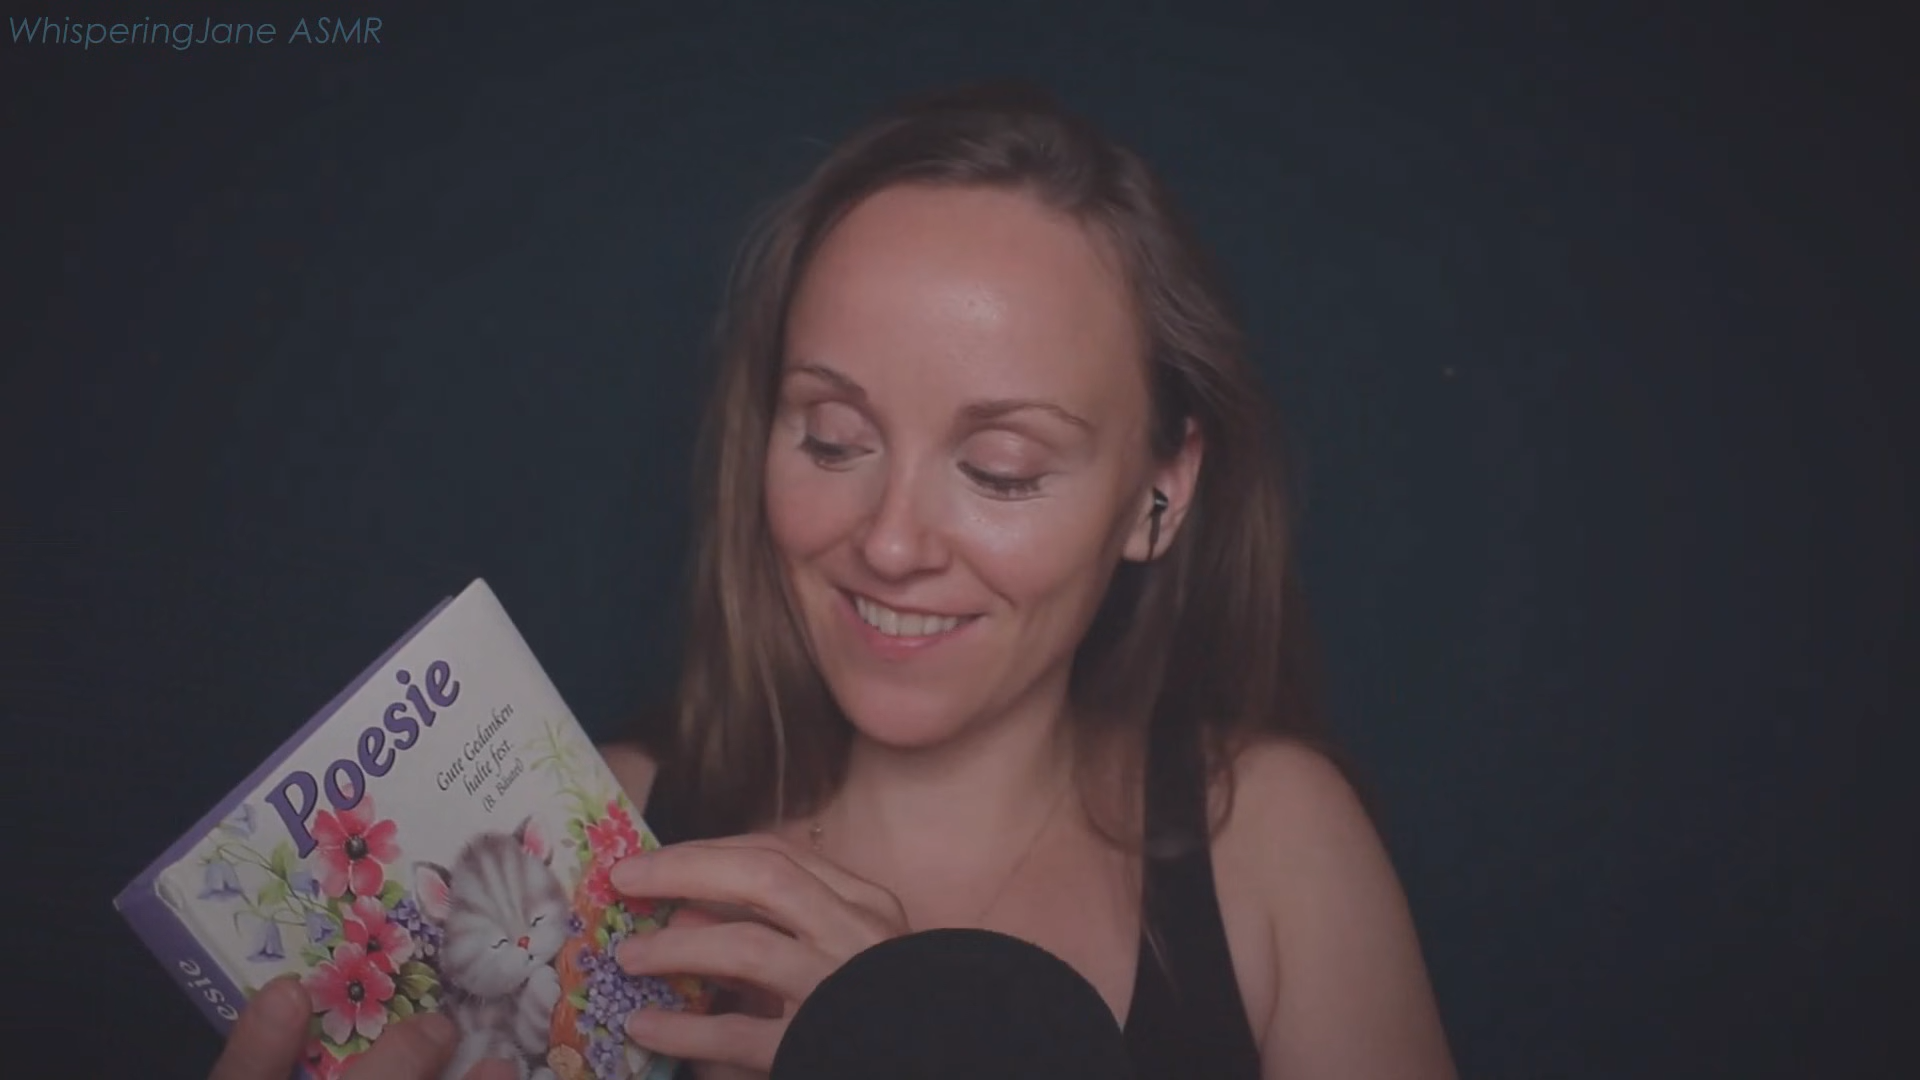 WhisperingJane ASMR
Poesie
Gute Gedanken
halte fest.
esie